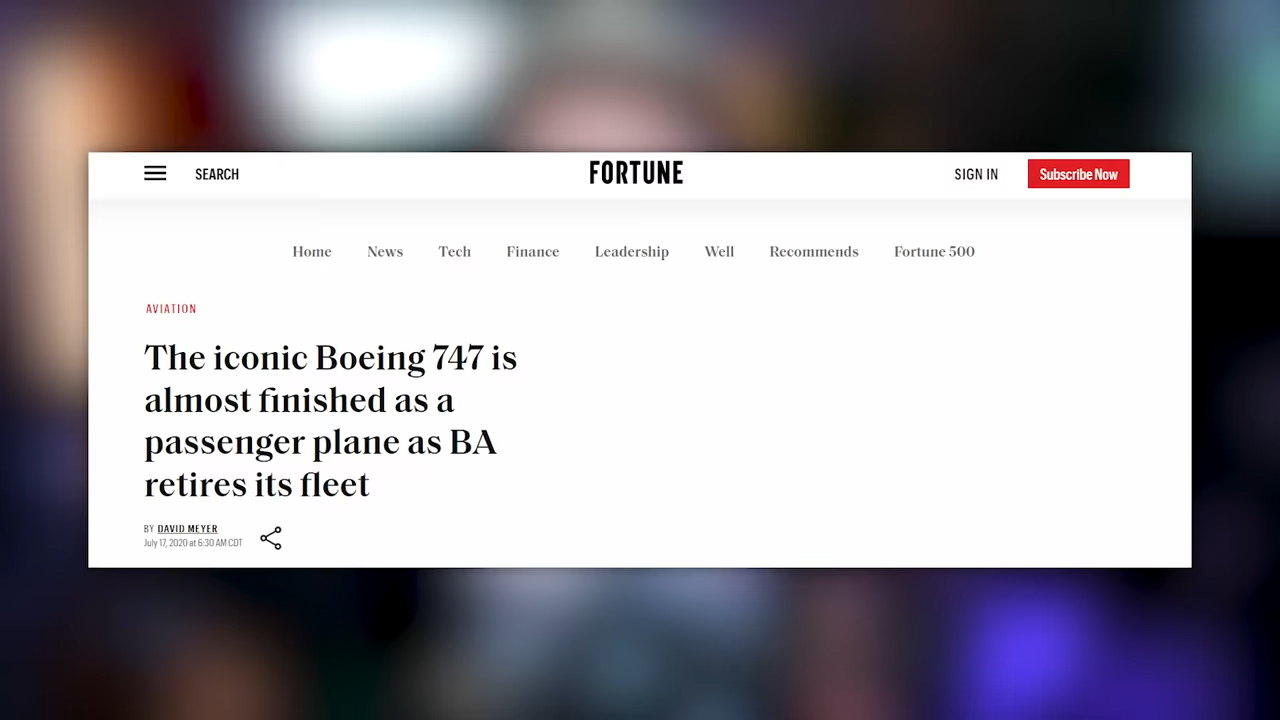 SEARCH
FORTUNE
SIGN IN
Subscribe Now
Home News Tech Finance Leadership Well Recommends Fortune 500
AVIATION
The iconic Boeing 747 is
almost finished as a
passenger plane as BA
retires its fleet
BY DAVID MEYER
July 17, 2020 at 6:30 AM CDT